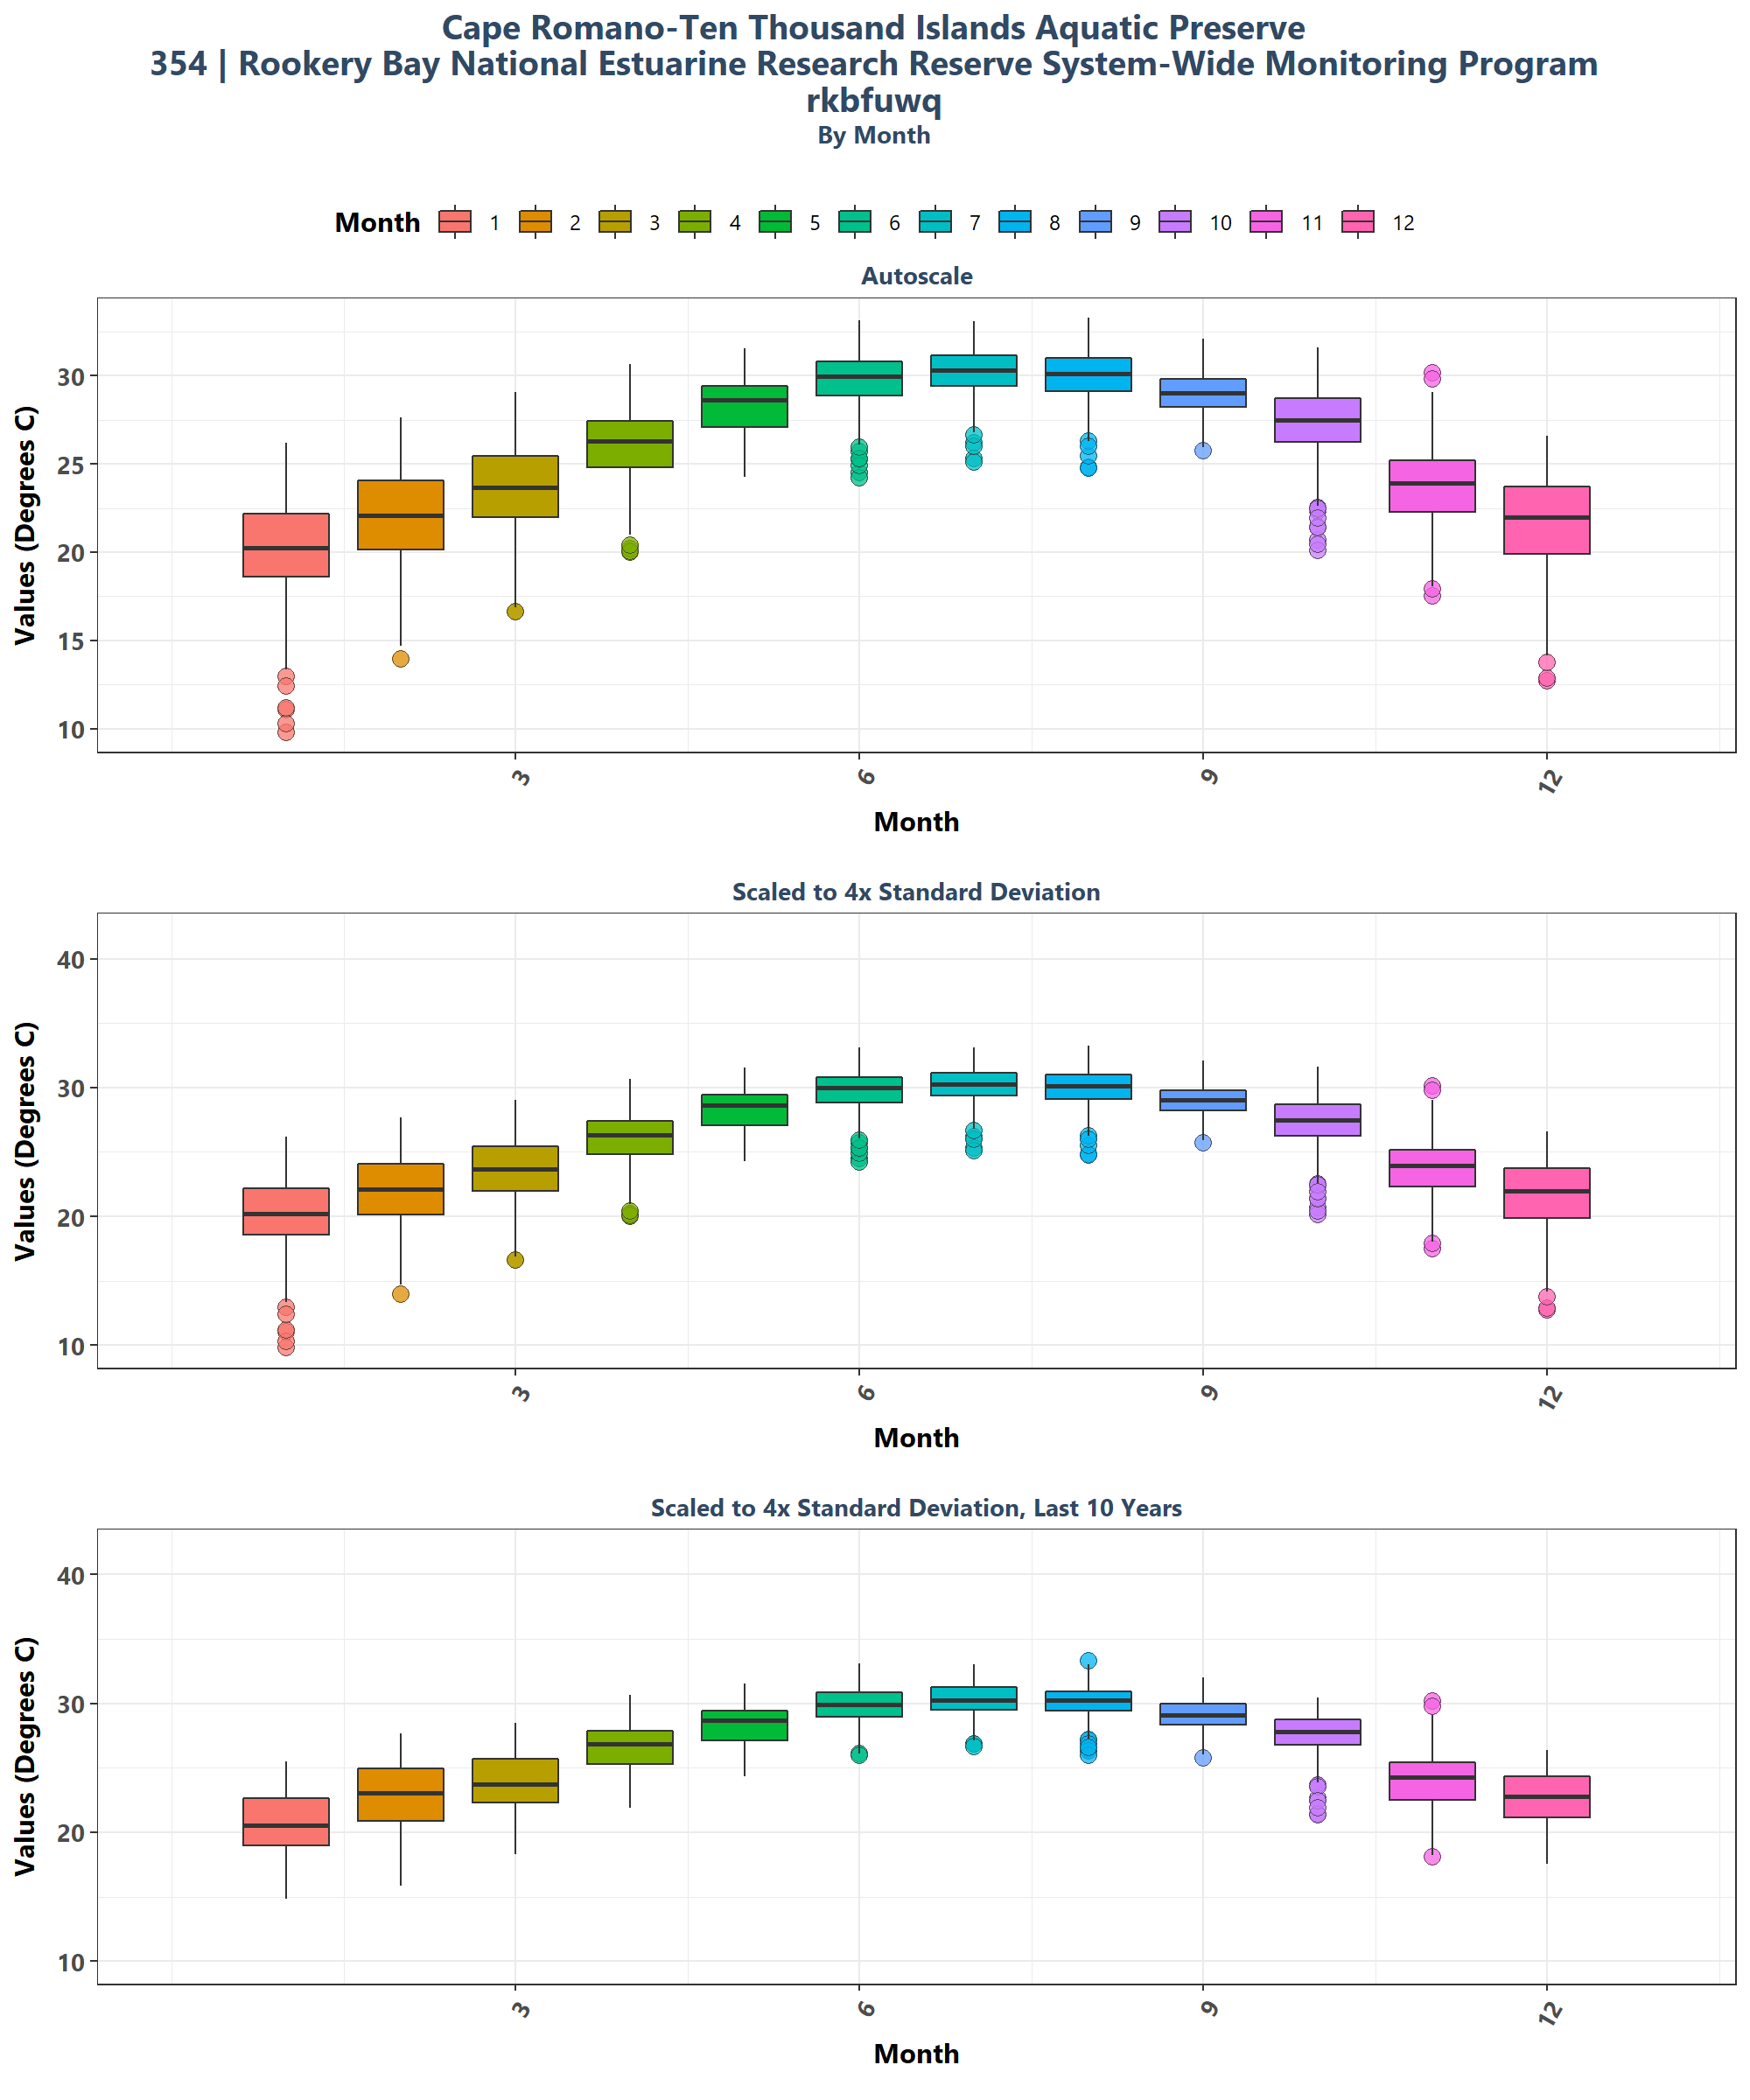 Cape Romano-Ten Thousand Islands Aquatic Preserve
354 | Rookery Bay National Estuarine Research Reserve System-Wide Monitoring Program
rkbfuwq
By Month
Month 1 2 3 4 5 6 7 8 9 10 11 12
Autoscale
Values (Degrees C)
30
25
20
15
10
3 6 9 12
Month
Scaled to 4x Standard Deviation
Values (Degrees C)
40
30
20
10
3 6 9 12
Month
Scaled to 4x Standard Deviation, Last 10 Years
Values (Degrees C)
40
30
20
10
3 6 9 12
Month